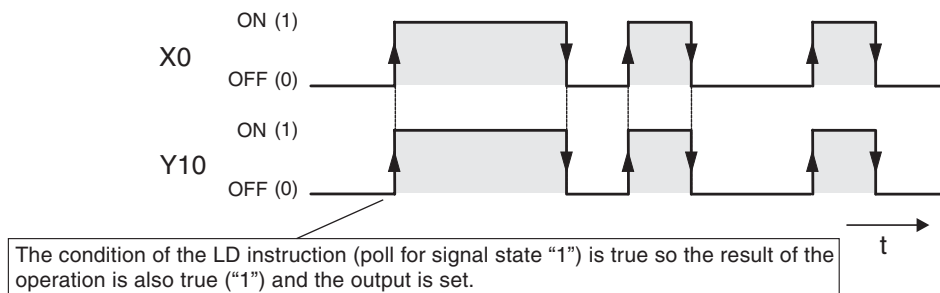 ON (1)
X0
OFF (0)
ON (1)
Y10
OFF (0)
t
The condition of the LD instruction (poll for signal state “1”) is true so the result of the
operation is also true (“1”) and the output is set.